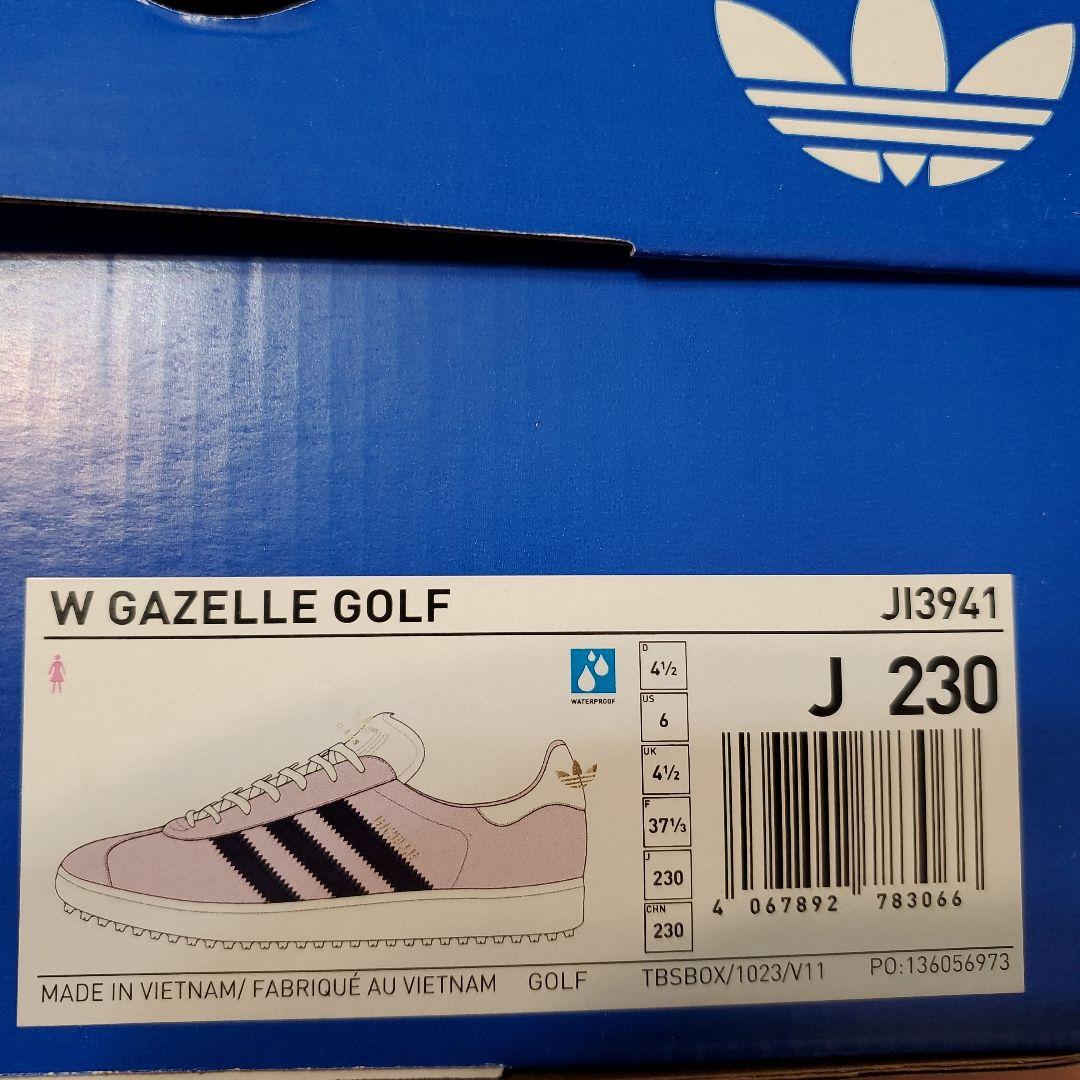 W GAZELLE GOLF JI3941
WATERPROOF
D 4½
US 6
UK 4½
F 37⅓
J 230
CHN 230
J 230
4 067892 783066
GAZELLE
MADE IN VIETNAM/ FABRIQUÉ AU VIETNAM GOLF TBSBOX/1023/V11 PO:136056973